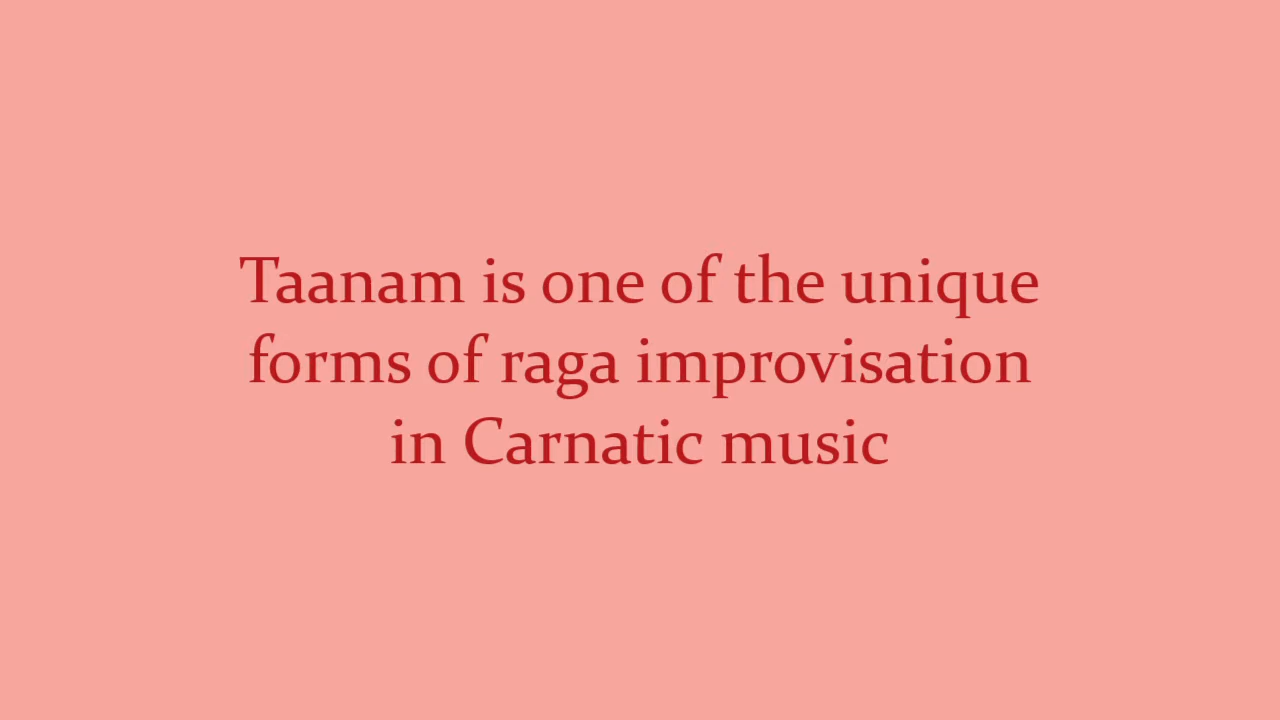 Taanam is one of the unique
forms of raga improvisation
in Carnatic music